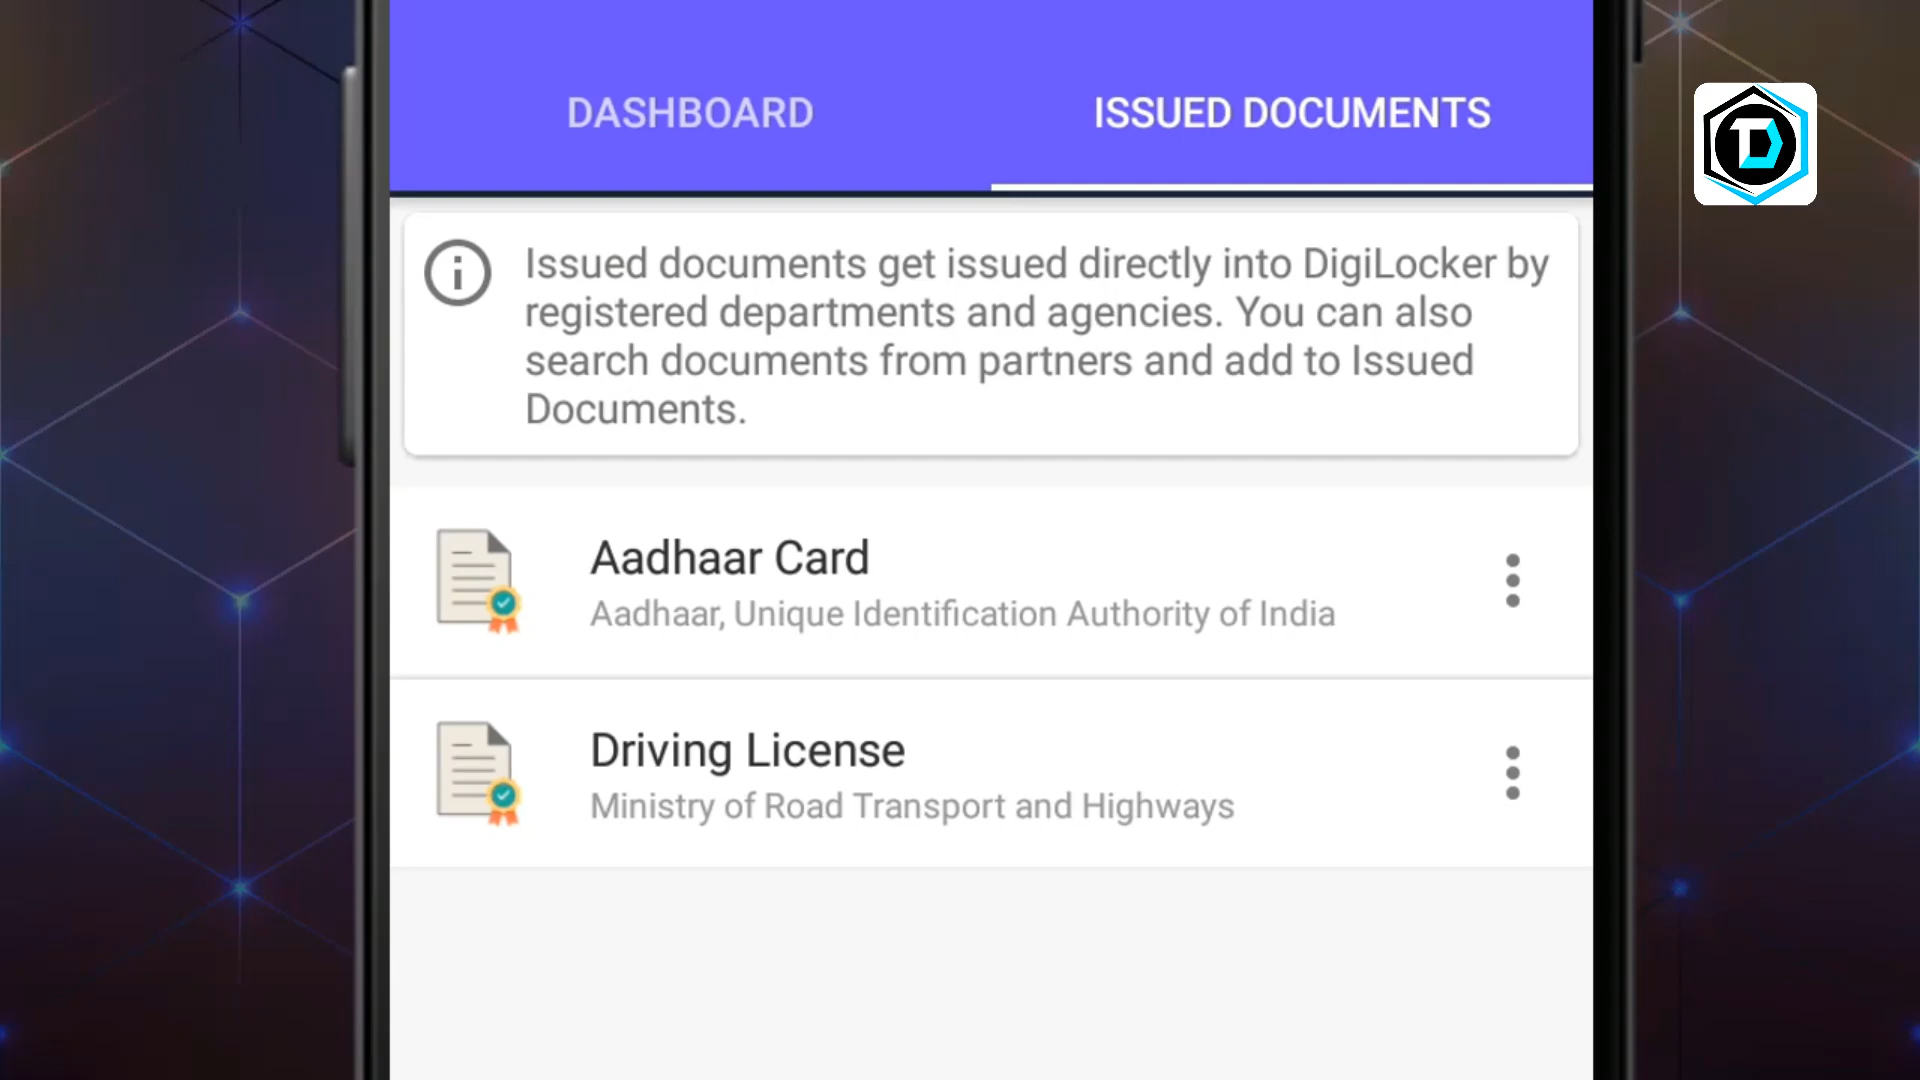 DASHBOARD
ISSUED DOCUMENTS
Issued documents get issued directly into DigiLocker by
registered departments and agencies. You can also
search documents from partners and add to Issued
Documents.
Aadhaar Card
Aadhaar, Unique Identification Authority of India
Driving License
Ministry of Road Transport and Highways